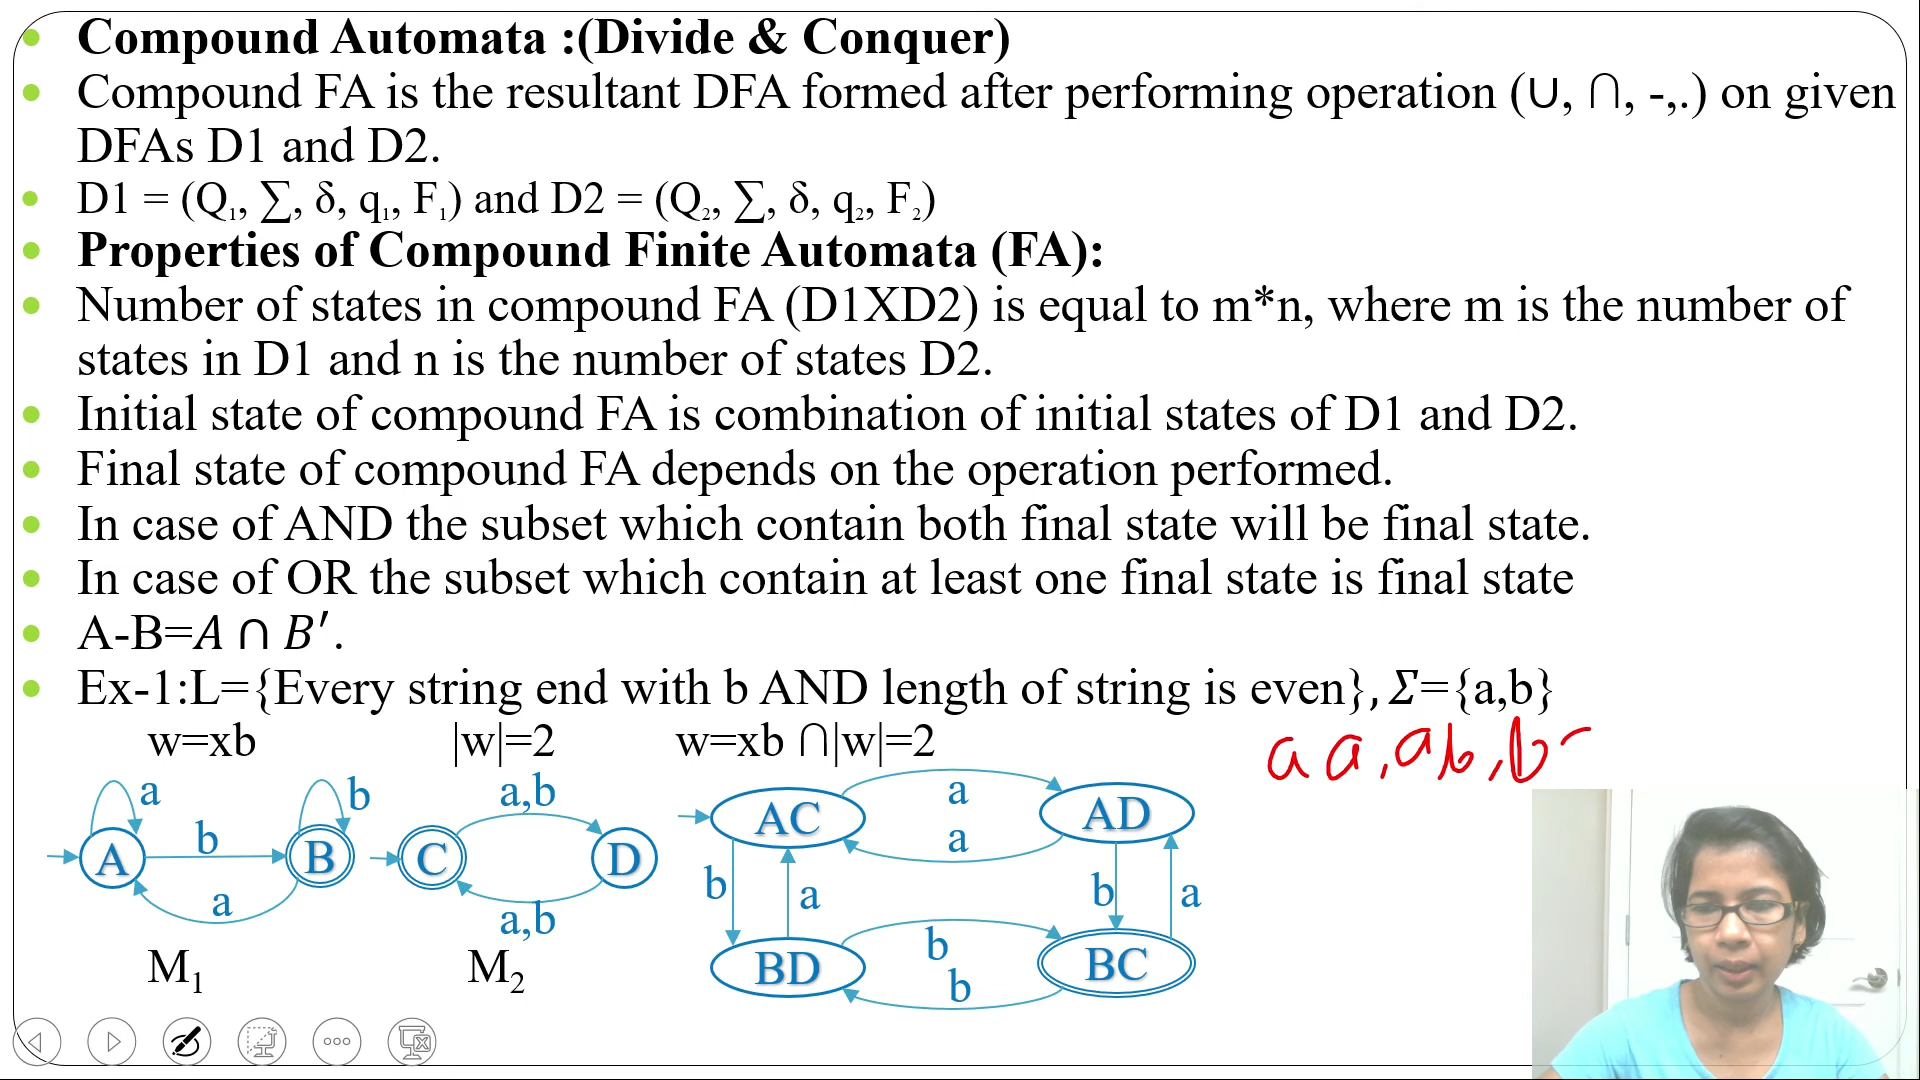 Compound Automata :(Divide & Conquer)
Compound FA is the resultant DFA formed after performing operation (∪, ∩, -,.) on given
DFAs D1 and D2.
D1 = (Q₁, ∑, δ, q₁, F₁) and D2 = (Q₂, ∑, δ, q₂, F₂)
Properties of Compound Finite Automata (FA):
Number of states in compound FA (D1XD2) is equal to m*n, where m is the number of
states in D1 and n is the number of states D2.
Initial state of compound FA is combination of initial states of D1 and D2.
Final state of compound FA depends on the operation performed.
In case of AND the subset which contain both final state will be final state.
In case of OR the subset which contain at least one final state is final state
A-B=A ∩ B′.
Ex-1:L={Every string end with b AND length of string is even}, Σ={a,b}
w=xb |w|=2 w=xb ∩|w|=2 aa,ab,b
a b a,b a
AC AD
b a
A B C D
b a b a
a a,b
b
M₁ M₂ BD BC
b